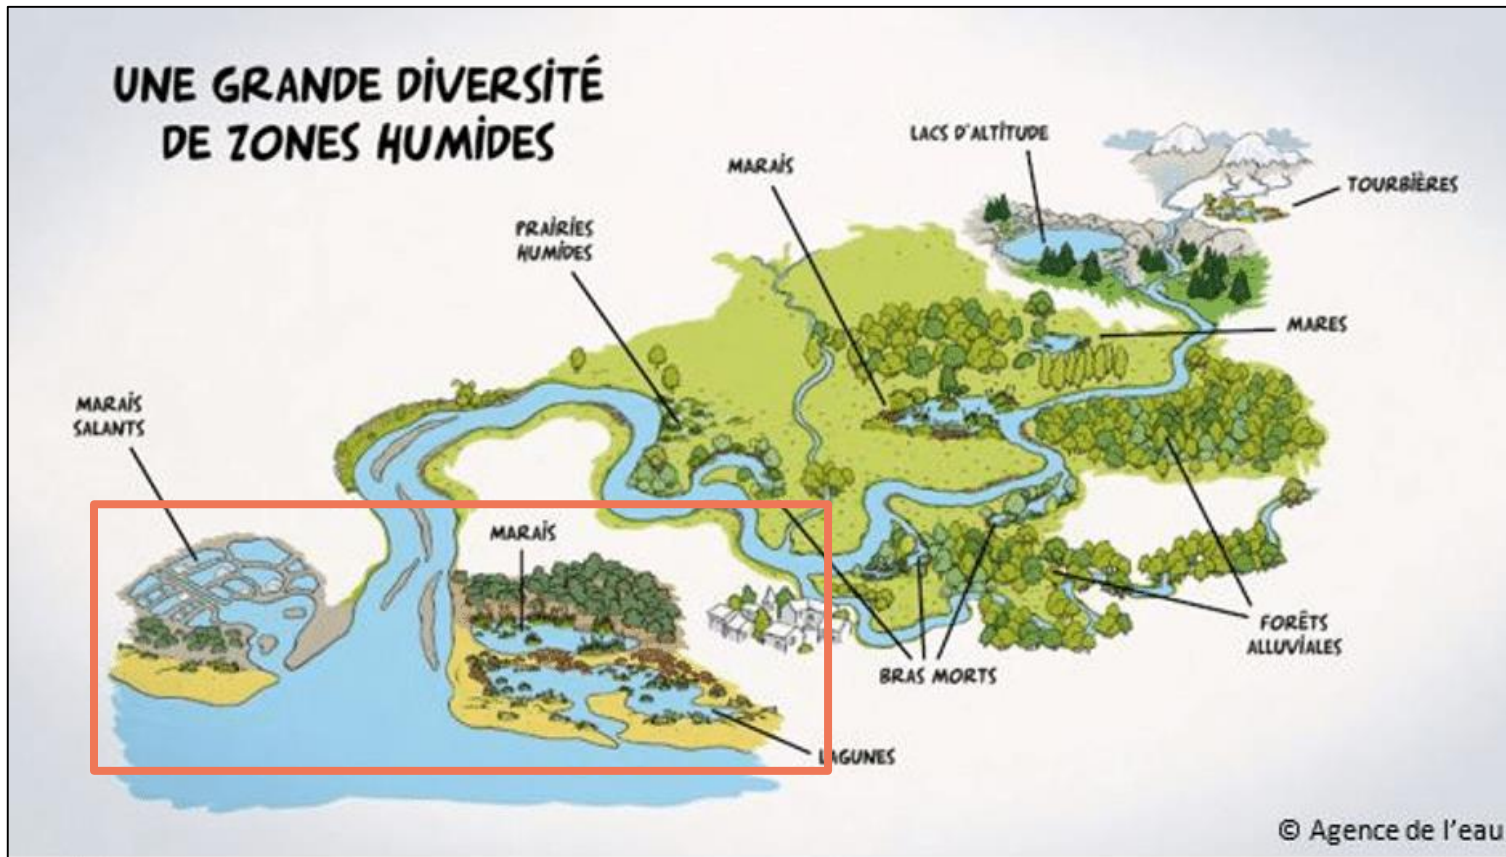 UNE GRANDE DIVERSITÉ
DE ZONES HUMIDES
LACS D'ALTITUDE
MARAIS
TOURBIÈRES
PRAIRIES
HUMIDES
MARES
MARAIS
SALANTS
MARAIS
FORÊTS
ALLUVIALES
BRAS MORTS
LAGUNES
© Agence de l'eau